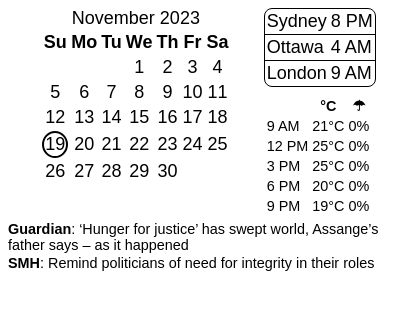 November 2023
Su Mo Tu We Th Fr Sa
1 2 3 4
5 6 7 8 9 10 11
12 13 14 15 16 17 18
19 20 21 22 23 24 25
26 27 28 29 30
Sydney 8 PM
Ottawa 4 AM
London 9 AM
°C ☂
9 AM 21°C 0%
12 PM 25°C 0%
3 PM 25°C 0%
6 PM 20°C 0%
9 PM 19°C 0%
Guardian: ‘Hunger for justice’ has swept world, Assange’s
father says – as it happened
SMH: Remind politicians of need for integrity in their roles